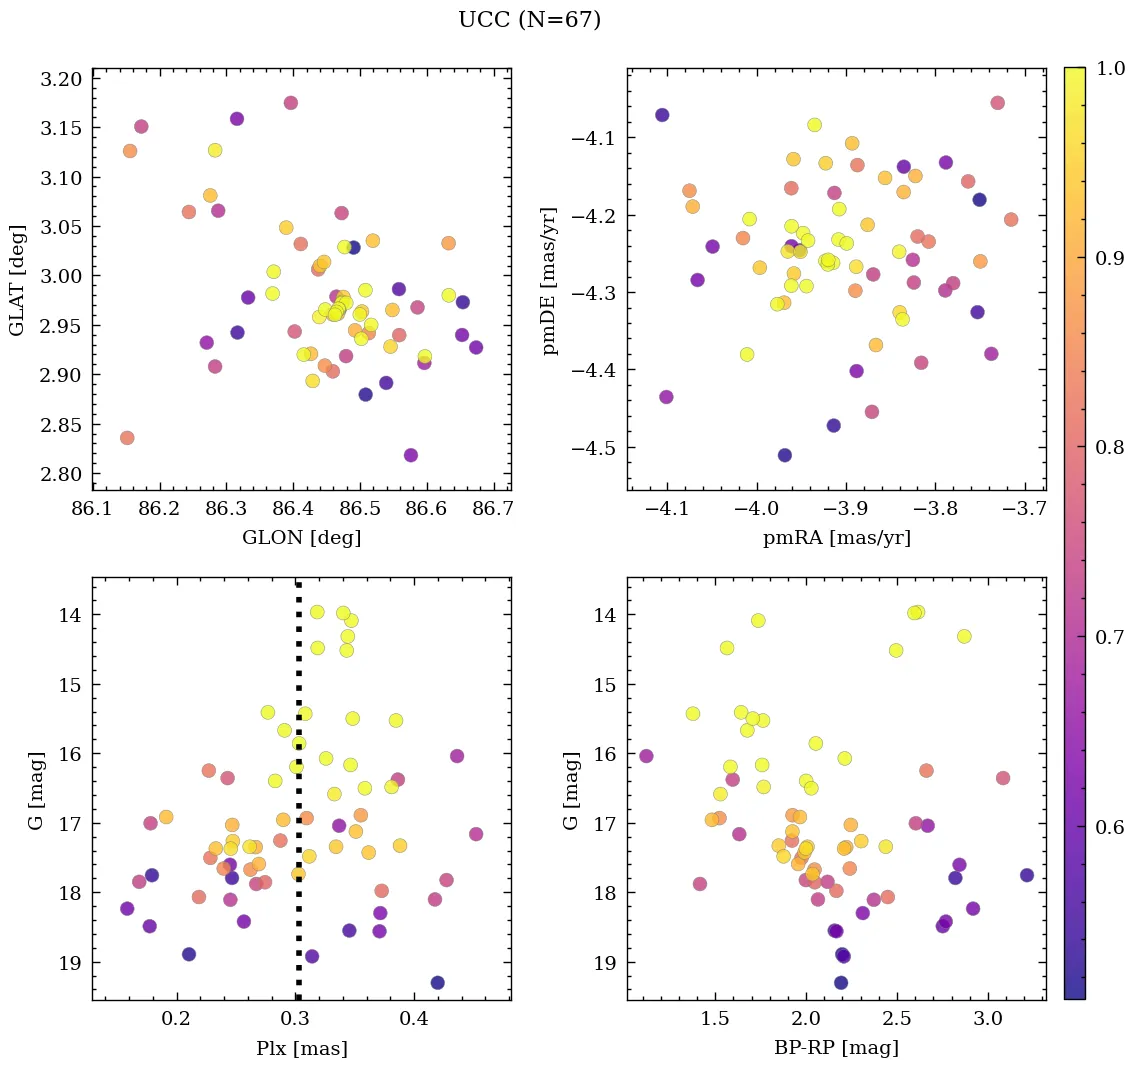 UCC (N=67)
3.20
3.15
3.10
3.05
3.00
2.95
2.90
2.85
2.80
GLAT [deg]
86.1 86.2 86.3 86.4 86.5 86.6 86.7
GLON [deg]
−4.1
−4.2
−4.3
−4.4
−4.5
pmDE [mas/yr]
−4.1 −4.0 −3.9 −3.8 −3.7
pmRA [mas/yr]
14
15
16
17
18
19
G [mag]
0.2 0.3 0.4
Plx [mas]
14
15
16
17
18
19
G [mag]
1.5 2.0 2.5 3.0
BP-RP [mag]
1.0
0.9
0.8
0.7
0.6